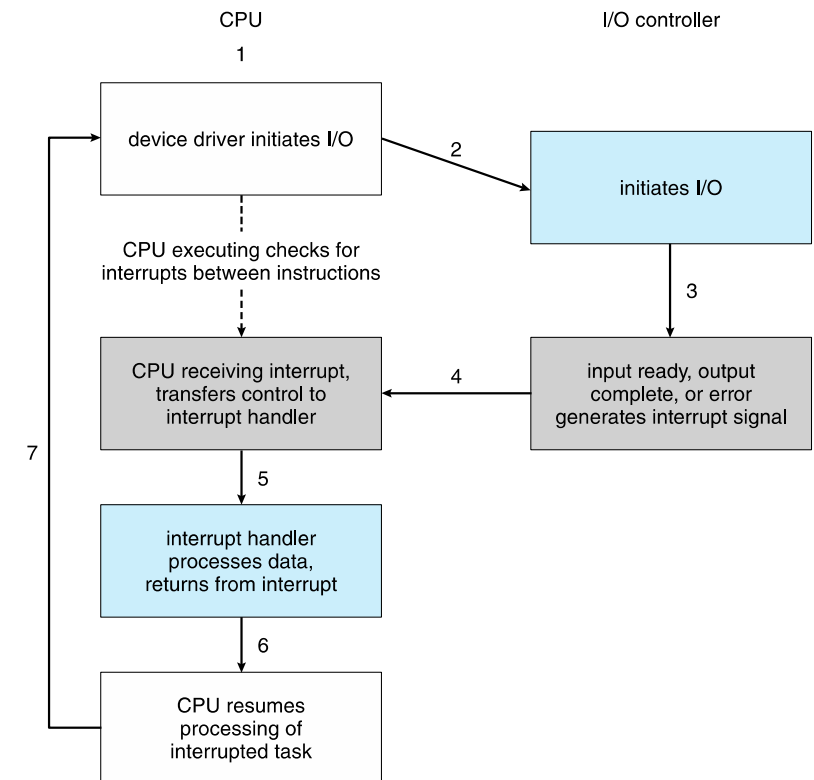 CPU
I/O controller
1
device driver initiates I/O
2
initiates I/O
CPU executing checks for
interrupts between instructions
3
CPU receiving interrupt,
transfers control to
interrupt handler
4
input ready, output
complete, or error
generates interrupt signal
7
5
interrupt handler
processes data,
returns from interrupt
6
CPU resumes
processing of
interrupted task